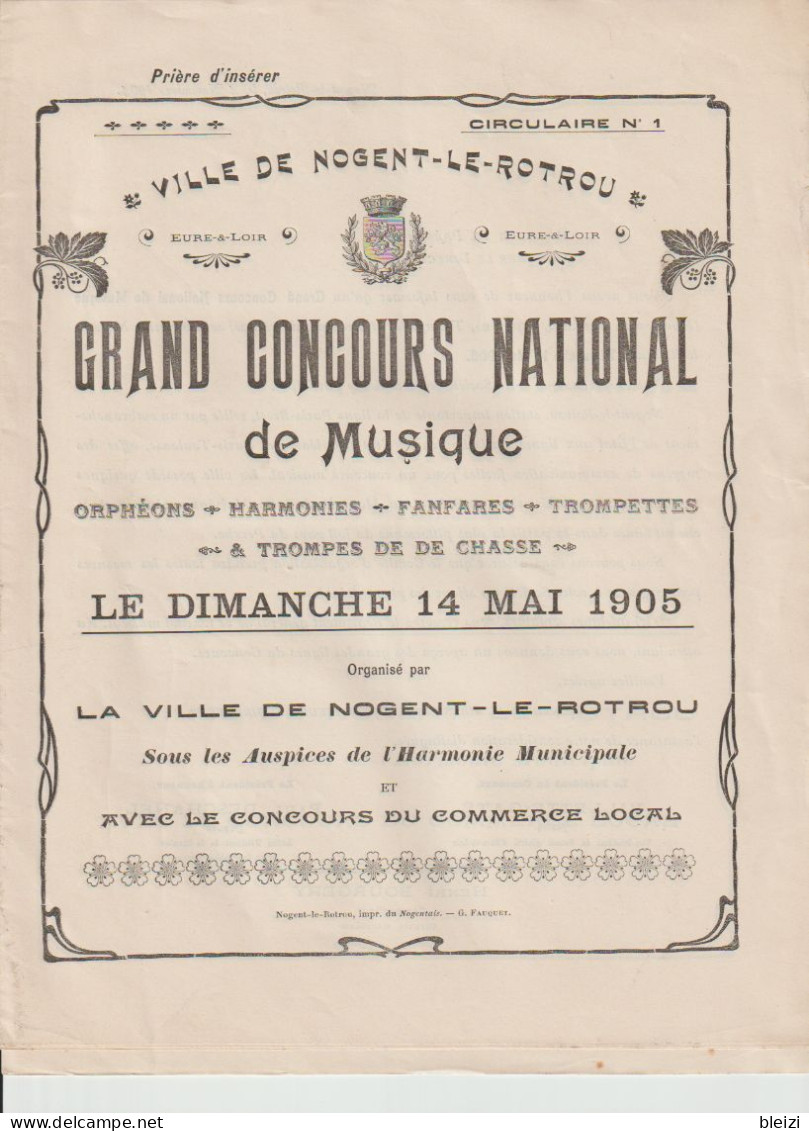 Prière d'insérer
CIRCULAIRE N° 1
VILLE DE NOGENT-LE-ROTROU
EURE-&-LOIR EURE-&-LOIR
GRAND CONCOURS NATIONAL
de Musique
ORPHÉONS + HARMONIES + FANFARES + TROMPETTES
& TROMPES DE DE CHASSE
LE DIMANCHE 14 MAI 1905
Organisé par
LA VILLE DE NOGENT-LE-ROTROU
Sous les Auspices de l'Harmonie Municipale
ET
AVEC LE CONCOURS DU COMMERCE LOCAL
Nogent-le-Rotrou, impr. du Nogentais. — G. FAUQUET.
bleizi